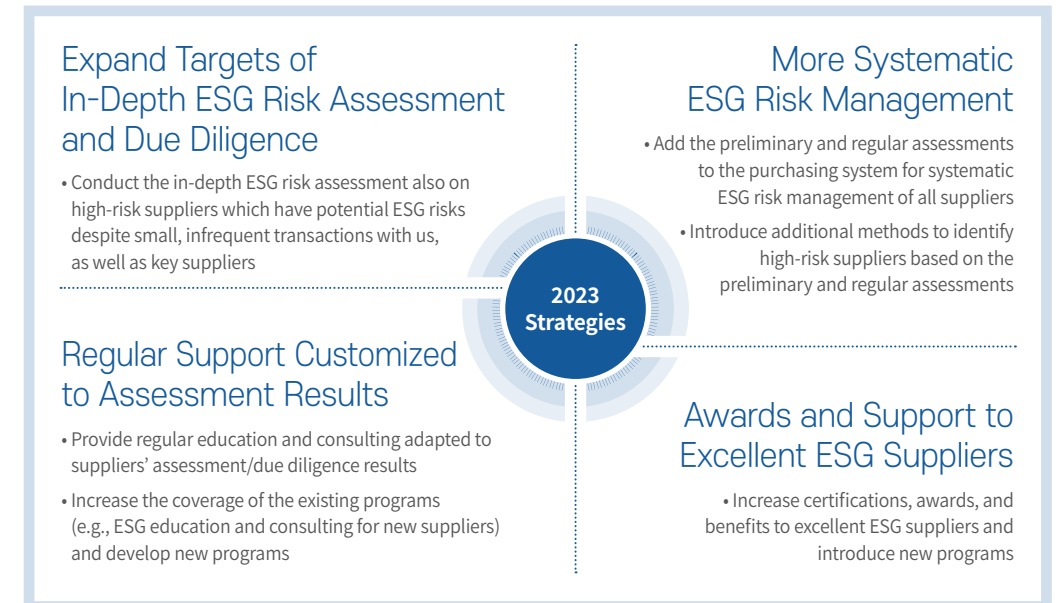 Expand Targets of
In-Depth ESG Risk Assessment
and Due Diligence
• Conduct the in-depth ESG risk assessment also on
high-risk suppliers which have potential ESG risks
despite small, infrequent transactions with us,
as well as key suppliers
More Systematic
ESG Risk Management
• Add the preliminary and regular assessments
to the purchasing system for systematic
ESG risk management of all suppliers
• Introduce additional methods to identify
high-risk suppliers based on the
preliminary and regular assessments
2023
Strategies
Regular Support Customized
to Assessment Results
• Provide regular education and consulting adapted to
suppliers’ assessment/due diligence results
• Increase the coverage of the existing programs
(e.g., ESG education and consulting for new suppliers)
and develop new programs
Awards and Support to
Excellent ESG Suppliers
• Increase certifications, awards, and
benefits to excellent ESG suppliers and
introduce new programs